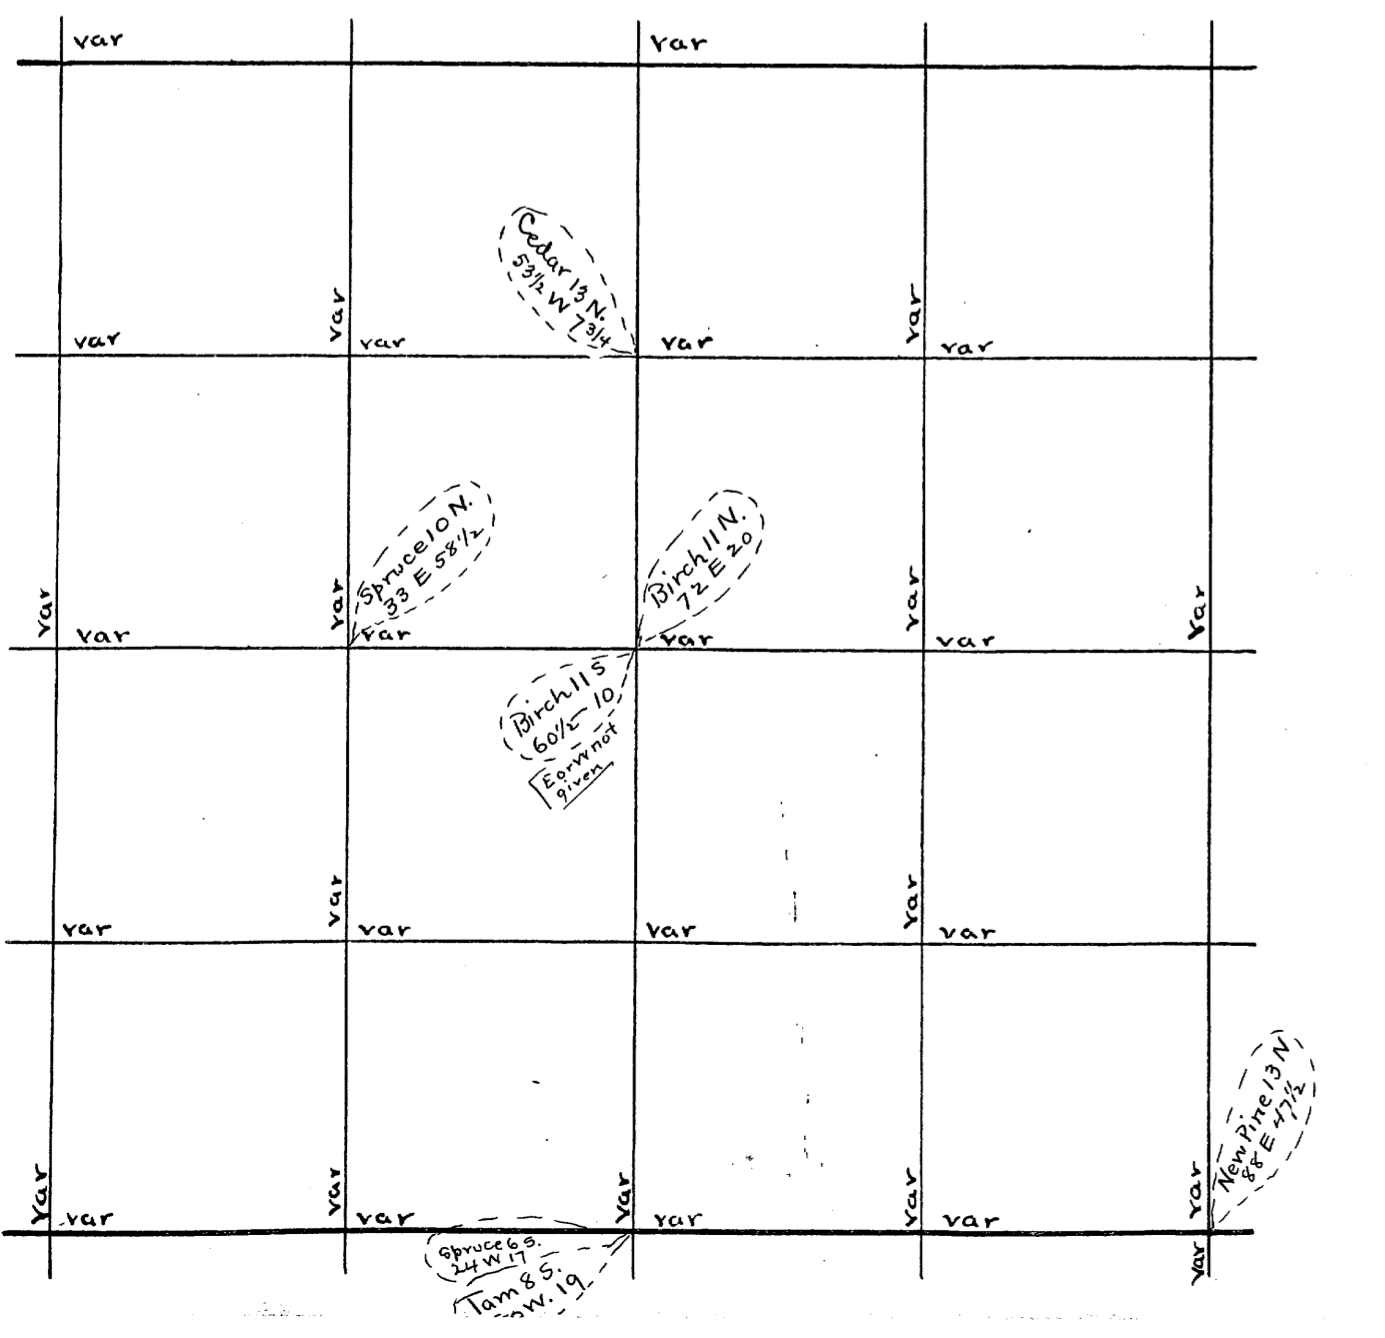 var
var
Cedar 13 N.
53½ W 7¾
var
var
var
var
var
var
Spruce 10 N.
33 E 58½
Birch 11 N.
72 E 20
var
var
var
var
var
var
var
var
Birch 11 S
60½ - 10
E or W not
given
var
var
var
var
var
var
New Pine 13 N
88 E 47½
var
var
var
var
var
var
var
var
var
Spruce 6 S.
24 W 17
var
Tam 8 S.
W. 19